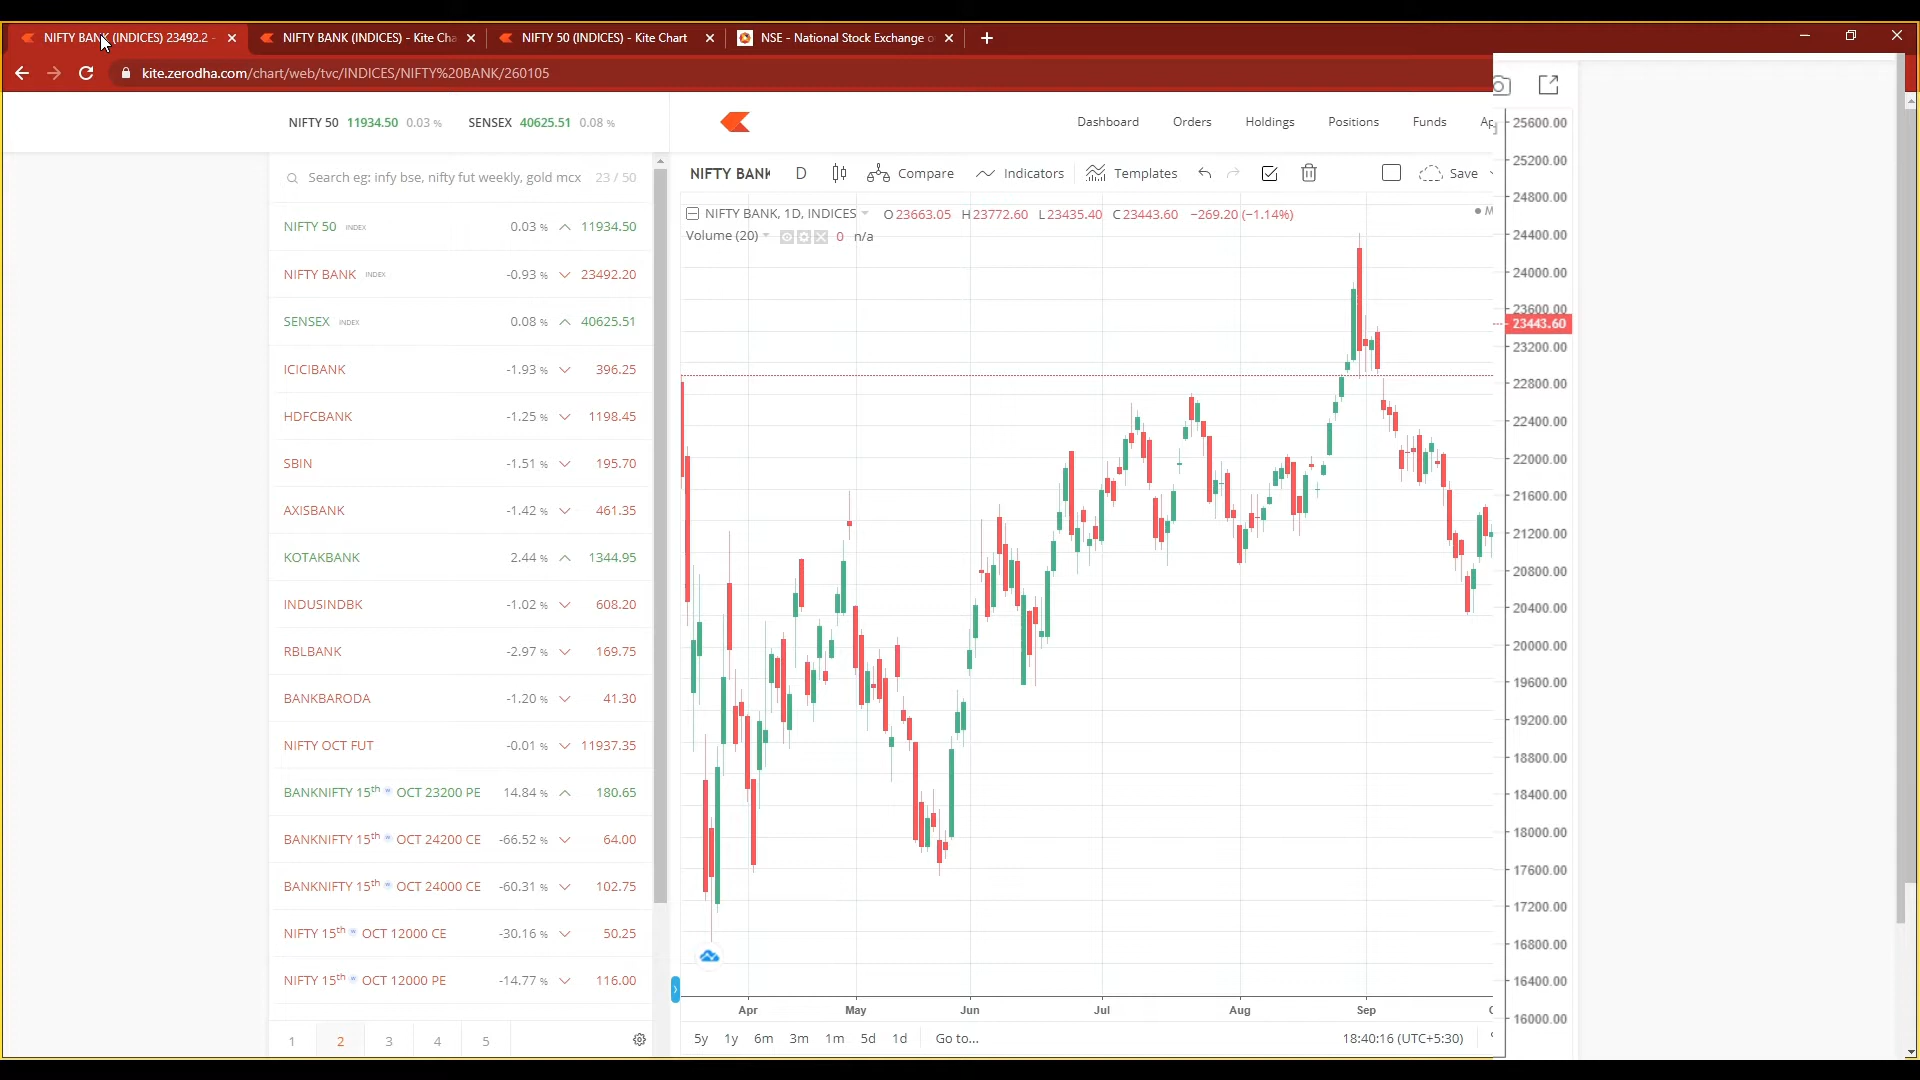 NIFTY BANK (INDICES) 23492.2 -
NIFTY BANK (INDICES) - Kite Cha
NIFTY 50 (INDICES) - Kite Chart
NSE - National Stock Exchange o
kite.zerodha.com/chart/web/tvc/INDICES/NIFTY%20BANK/260105
NIFTY 50 11934.50 0.03 %
SENSEX 40625.51 0.08 %
Dashboard Orders Holdings Positions Funds Ap
Search eg: infy bse, nifty fut weekly, gold mcx 23 / 50
NIFTY BANK D Compare Indicators Templates Save
NIFTY BANK, 1D, INDICES O23663.05 H23772.60 L23435.40 C23443.60 −269.20 (−1.14%)
Volume (20) 0 n/a
NIFTY 50 INDEX 0.03 % 11934.50
NIFTY BANK INDEX -0.93 % 23492.20
SENSEX INDEX 0.08 % 40625.51
ICICIBANK -1.93 % 396.25
HDFCBANK -1.25 % 1198.45
SBIN -1.51 % 195.70
AXISBANK -1.42 % 461.35
KOTAKBANK 2.44 % 1344.95
INDUSINDBK -1.02 % 608.20
RBLBANK -2.97 % 169.75
BANKBARODA -1.20 % 41.30
NIFTY OCT FUT -0.01 % 11937.35
BANKNIFTY 15th w OCT 23200 PE 14.84 % 180.65
BANKNIFTY 15th w OCT 24200 CE -66.52 % 64.00
BANKNIFTY 15th w OCT 24000 CE -60.31 % 102.75
NIFTY 15th w OCT 12000 CE -30.16 % 50.25
NIFTY 15th w OCT 12000 PE -14.77 % 116.00
1 2 3 4 5
M
25600.00
25200.00
24800.00
24400.00
24000.00
23600.00
23443.60
23200.00
22800.00
22400.00
22000.00
21600.00
21200.00
20800.00
20400.00
20000.00
19600.00
19200.00
18800.00
18400.00
18000.00
17600.00
17200.00
16800.00
16400.00
16000.00
Apr May Jun Jul Aug Sep
5y 1y 6m 3m 1m 5d 1d Go to... 18:40:16 (UTC+5:30)